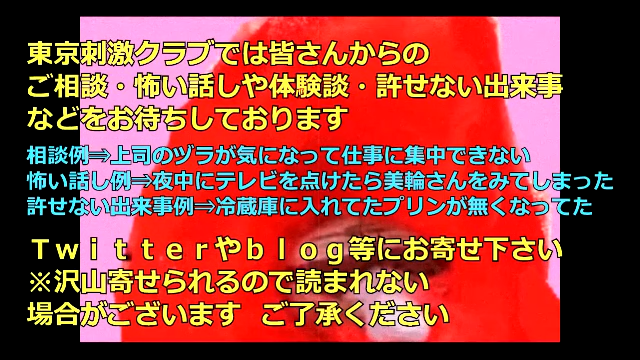 東京刺激クラブでは皆さんからの
ご相談・怖い話しや体験談・許せない出来事
などをお待ちしております
相談例⇒上司のヅラが気になって仕事に集中できない
怖い話し例⇒夜中にテレビを点けたら美輪さんをみてしまった
許せない出来事例⇒冷蔵庫に入れてたプリンが無くなってた
Ｔｗｉｔｔｅｒやｂｌｏｇ等にお寄せ下さい
※沢山寄せられるので読まれない
場合がございます　ご了承ください